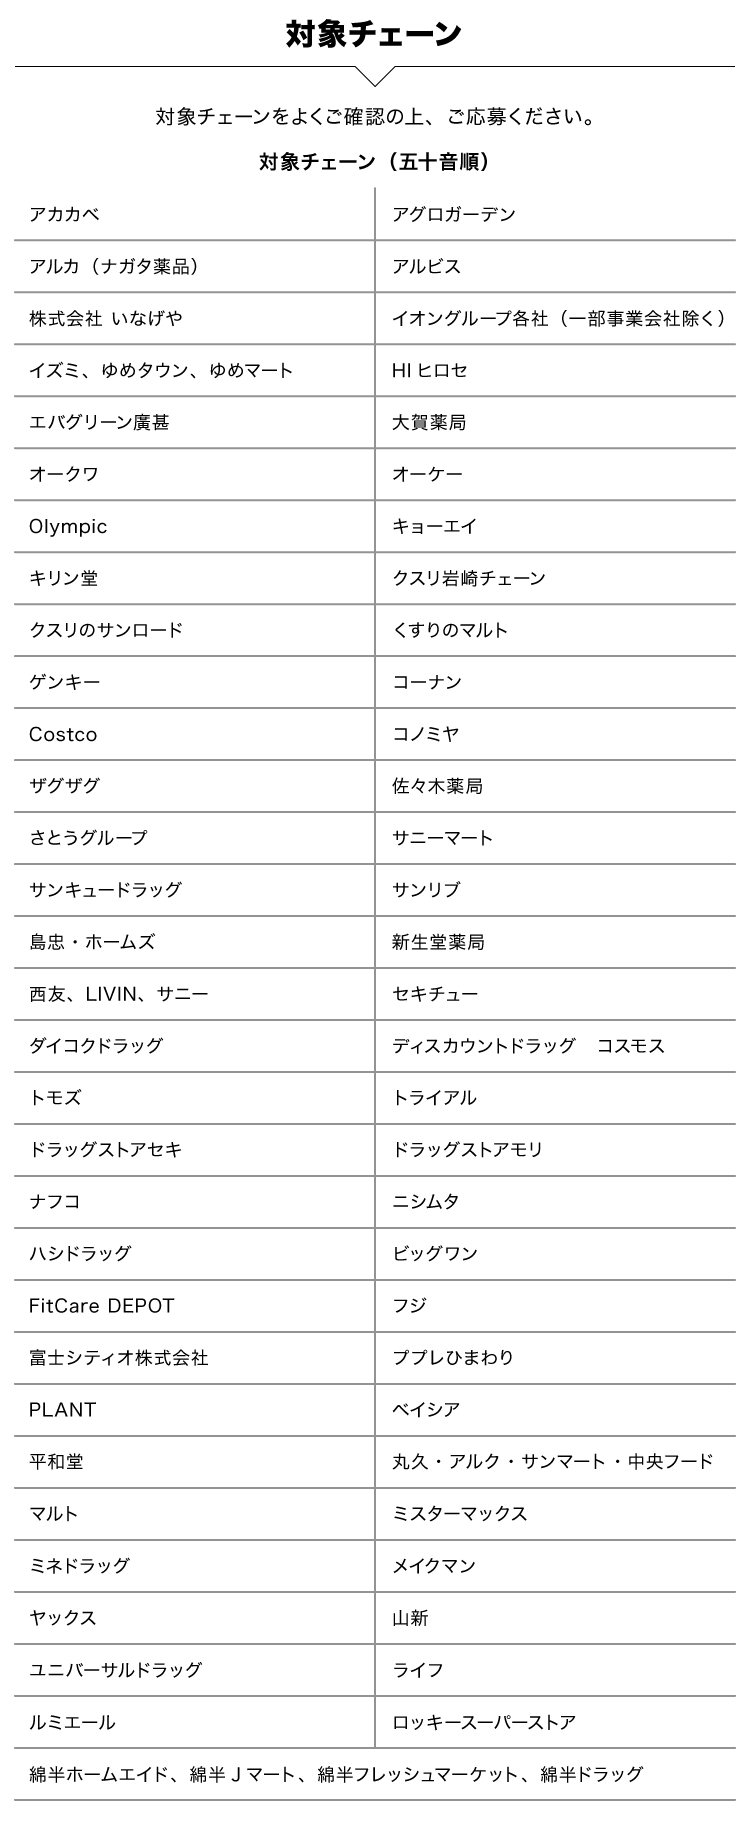 対象チェーン
対象チェーンをよくご確認の上、ご応募ください。
対象チェーン（五十音順）
アカカベ
アグロガーデン
アルカ（ナガタ薬品）
アルビス
株式会社 いなげや
イオングループ各社（一部事業会社除く）
イズミ、ゆめタウン、ゆめマート
HIヒロセ
エバグリーン廣甚
大賀薬局
オークワ
オーケー
Olympic
キョーエイ
キリン堂
クスリ岩崎チェーン
クスリのサンロード
くすりのマルト
ゲンキー
コーナン
Costco
コノミヤ
ザグザグ
佐々木薬局
さとうグループ
サニーマート
サンキュードラッグ
サンリブ
島忠・ホームズ
新生堂薬局
西友、LIVIN、サニー
セキチュー
ダイコクドラッグ
ディスカウントドラッグ　コスモス
トモズ
トライアル
ドラッグストアセキ
ドラッグストアモリ
ナフコ
ニシムタ
ハシドラッグ
ビッグワン
FitCare DEPOT
フジ
富士シティオ株式会社
ププレひまわり
PLANT
ベイシア
平和堂
丸久・アルク・サンマート・中央フード
マルト
ミスターマックス
ミネドラッグ
メイクマン
ヤックス
山新
ユニバーサルドラッグ
ライフ
ルミエール
ロッキースーパーストア
綿半ホームエイド、綿半Jマート、綿半フレッシュマーケット、綿半ドラッグ